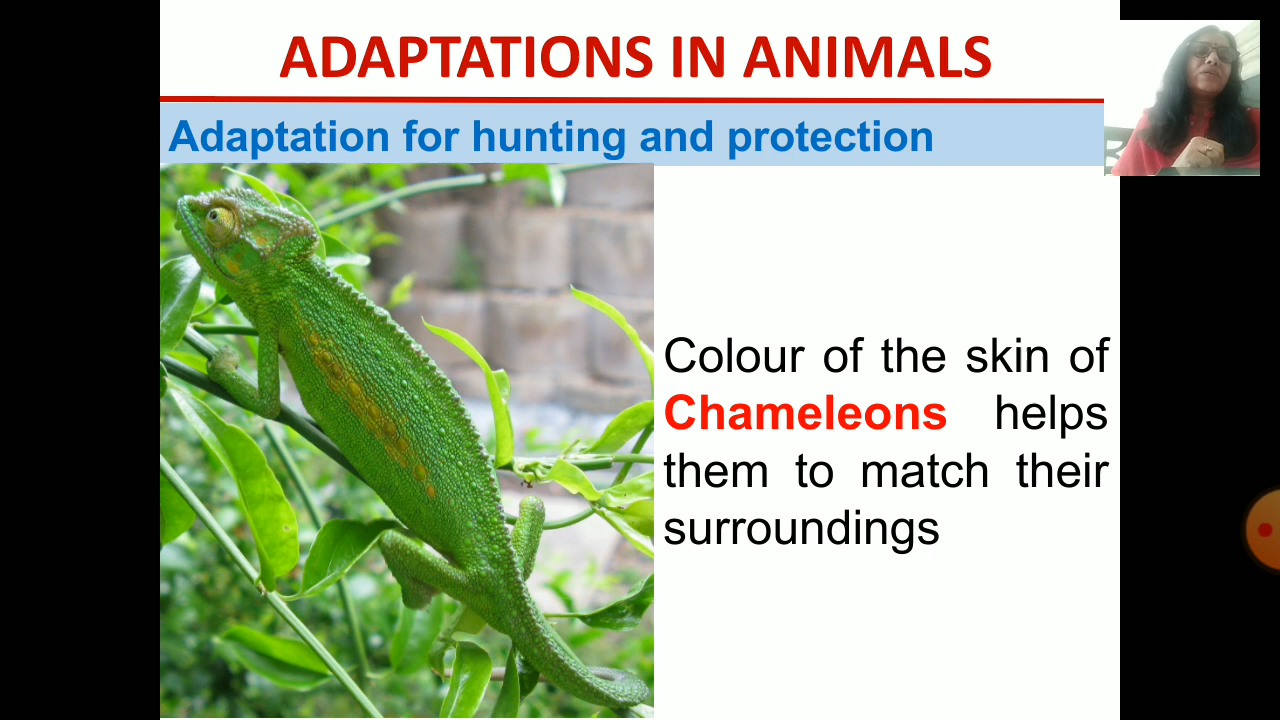 ADAPTATIONS IN ANIMALS
Adaptation for hunting and protection
Colour of the skin of
Chameleons helps
them to match their
surroundings